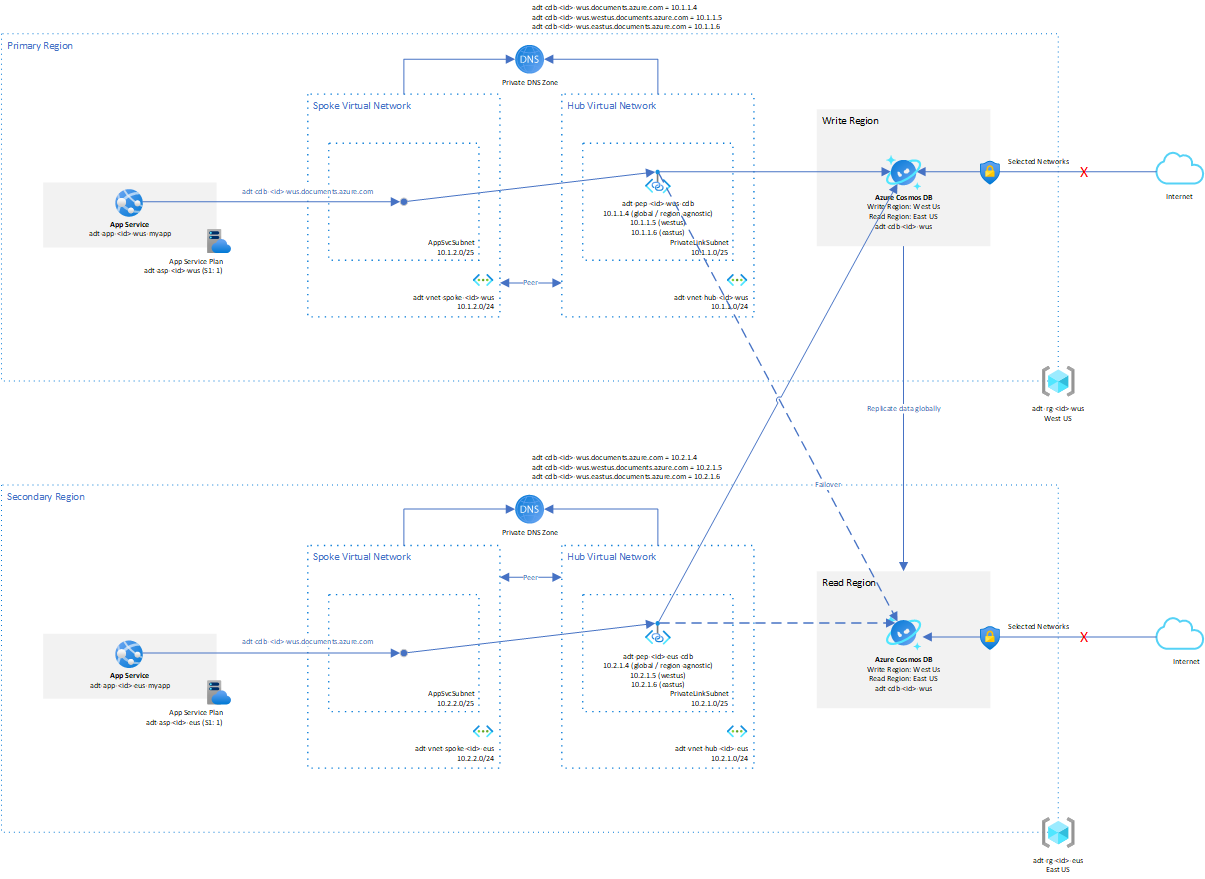 adt-cdb-<id>-wus.documents.azure.com = 10.1.1.4
adt-cdb-<id>-wus.westus.documents.azure.com = 10.1.1.5
adt-cdb-<id>-wus.eastus.documents.azure.com = 10.1.1.6
Primary Region
DNS
Private DNS Zone
Spoke Virtual Network
Hub Virtual Network
Write Region
Selected Networks
X
Internet
adt-cdb-<id>-wus.documents.azure.com
App Service
adt-app-<id>-wus-myapp
App Service Plan
adt-asp-<id>-wus (S1: 1)
AppSvcSubnet
10.1.2.0/25
adt-vnet-spoke-<id>-wus
10.1.2.0/24
Peer
adt-pep-<id>-wus-cdb
10.1.1.4 (global / region-agnostic)
10.1.1.5 (westus)
10.1.1.6 (eastus)
PrivateLinkSubnet
10.1.1.0/25
adt-vnet-hub-<id>-wus
10.1.1.0/24
Azure Cosmos DB
Write Region: West Us
Read Region: East US
adt-cdb-<id>-wus
adt-rg-<id>-wus
West US
Replicate data globally
Failover
adt-cdb-<id>-wus.documents.azure.com = 10.2.1.4
adt-cdb-<id>-wus.westus.documents.azure.com = 10.2.1.5
adt-cdb-<id>-wus.eastus.documents.azure.com = 10.2.1.6
Secondary Region
DNS
Private DNS Zone
Spoke Virtual Network
Hub Virtual Network
Peer
Read Region
Selected Networks
X
Internet
adt-cdb-<id>-wus.documents.azure.com
App Service
adt-app-<id>-eus-myapp
App Service Plan
adt-asp-<id>-eus (S1: 1)
AppSvcSubnet
10.2.2.0/25
adt-vnet-spoke-<id>-eus
10.2.2.0/24
adt-pep-<id>-eus-cdb
10.2.1.4 (global / region-agnostic)
10.2.1.5 (westus)
10.2.1.6 (eastus)
PrivateLinkSubnet
10.2.1.0/25
adt-vnet-hub-<id>-eus
10.2.1.0/24
Azure Cosmos DB
Write Region: West Us
Read Region: East US
adt-cdb-<id>-wus
adt-rg-<id>-eus
East US